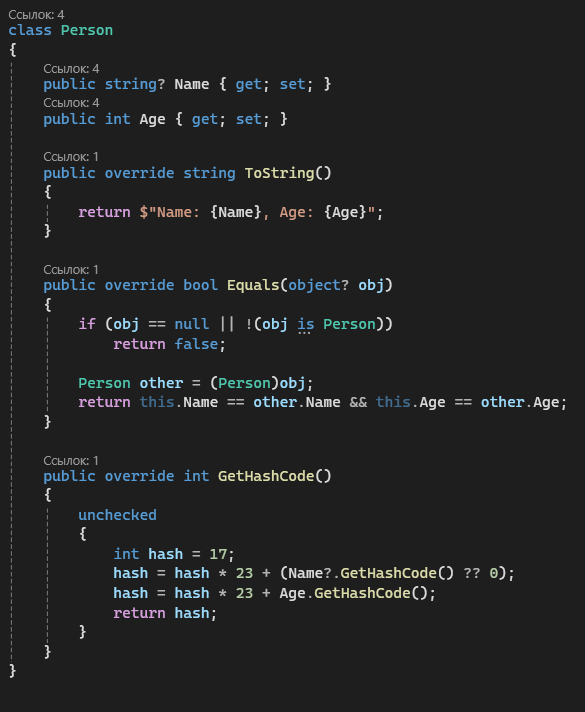 Ссылок: 4
class Person
{
Ссылок: 4
public string? Name { get; set; }
Ссылок: 4
public int Age { get; set; }
Ссылок: 1
public override string ToString()
{
return $"Name: {Name}, Age: {Age}";
}
Ссылок: 1
public override bool Equals(object? obj)
{
if (obj == null || !(obj is Person))
return false;
Person other = (Person)obj;
return this.Name == other.Name && this.Age == other.Age;
}
Ссылок: 1
public override int GetHashCode()
{
unchecked
{
int hash = 17;
hash = hash * 23 + (Name?.GetHashCode() ?? 0);
hash = hash * 23 + Age.GetHashCode();
return hash;
}
}
}